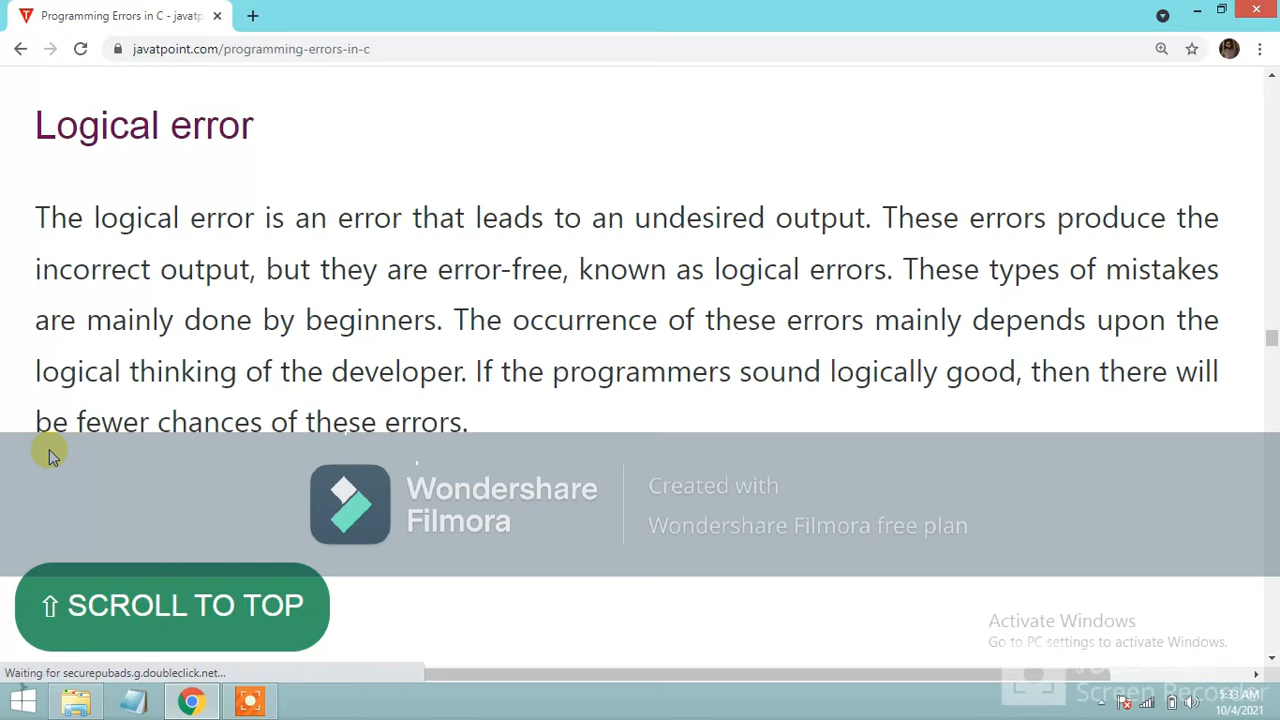 Programming Errors in C - javatp
javatpoint.com/programming-errors-in-c
Logical error
The logical error is an error that leads to an undesired output. These errors produce the
incorrect output, but they are error-free, known as logical errors. These types of mistakes
are mainly done by beginners. The occurrence of these errors mainly depends upon the
logical thinking of the developer. If the programmers sound logically good, then there will
be fewer chances of these errors.
Wondershare
Filmora
Created with
Wondershare Filmora free plan
⇧ SCROLL TO TOP
Activate Windows
Go to PC settings to activate Windows.
Waiting for securepubads.g.doubleclick.net...
Screen Recorder
5:33 AM
10/4/2021